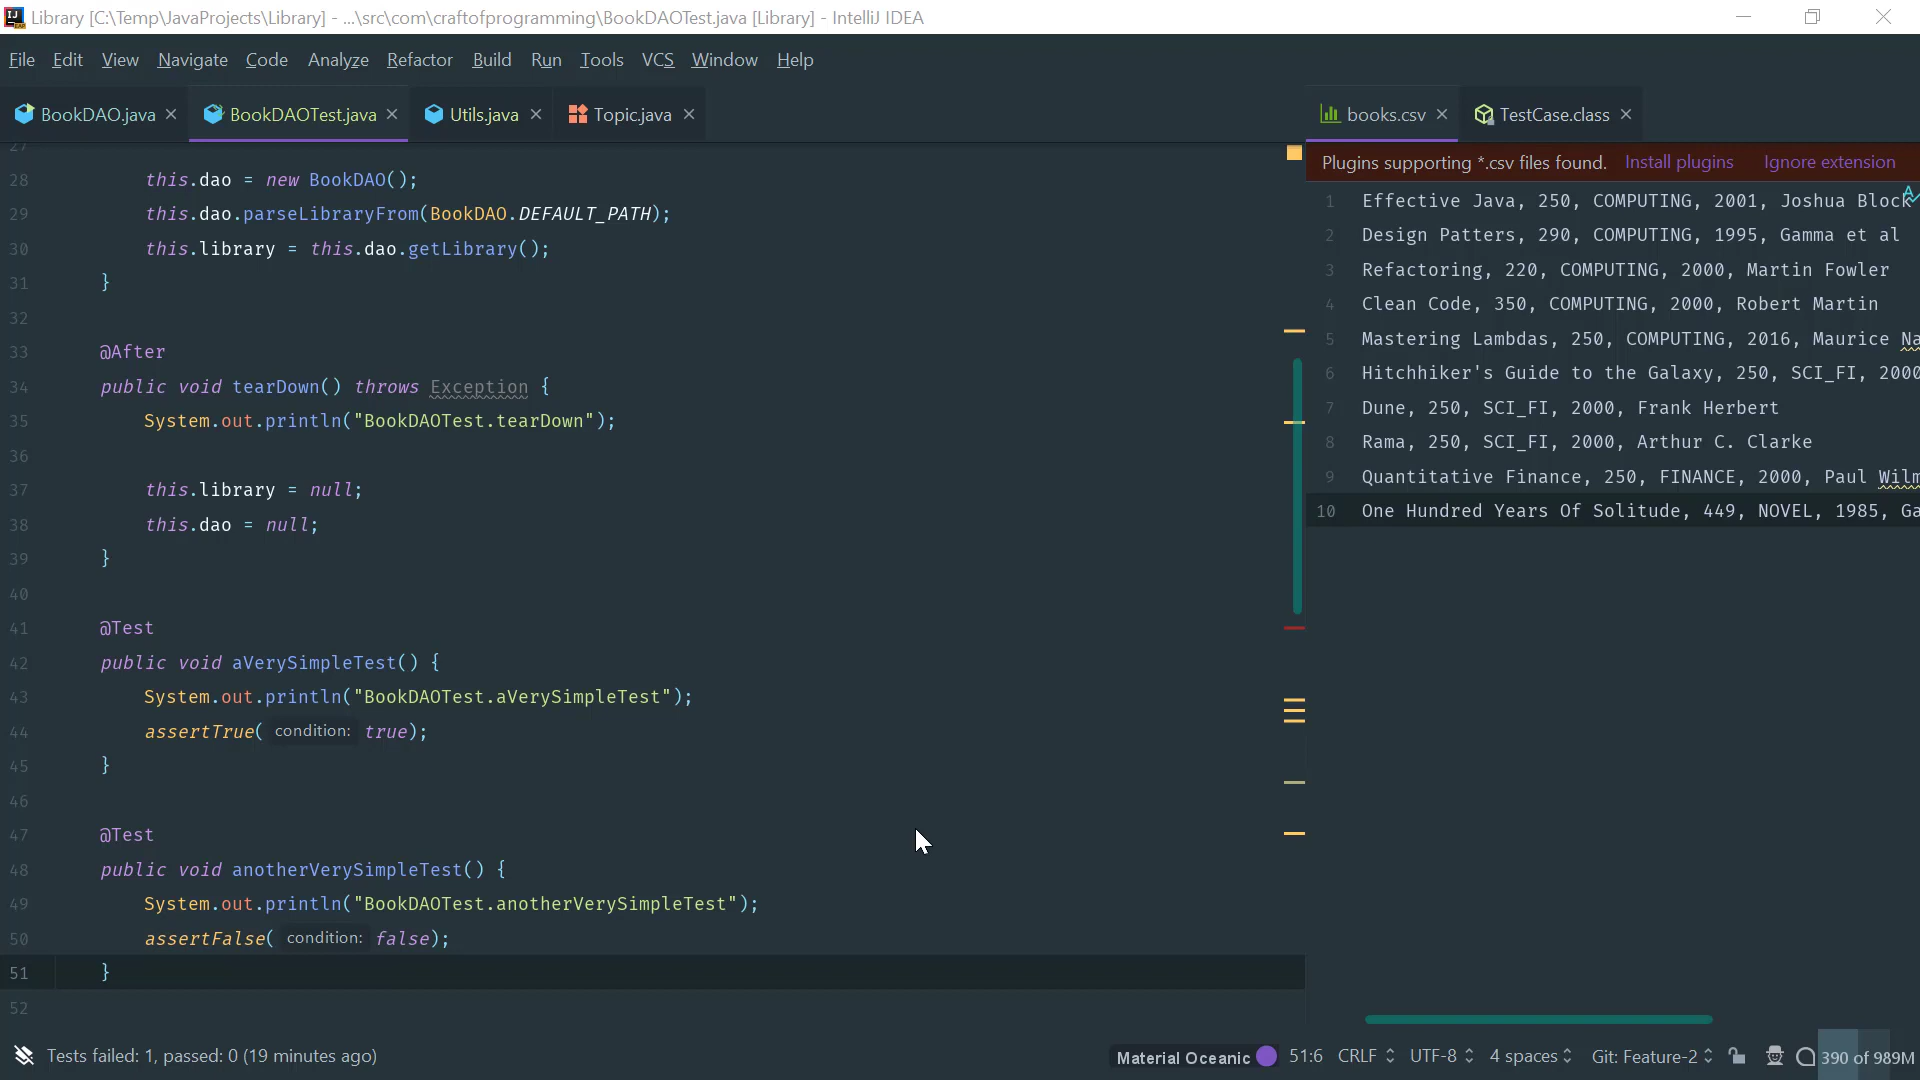 Library [C:\Temp\JavaProjects\Library] - ...\src\com\craftofprogramming\BookDAOTest.java [Library] - IntelliJ IDEA
File Edit View Navigate Code Analyze Refactor Build Run Tools VCS Window Help
BookDAO.java BookDAOTest.java Utils.java Topic.java
27
28 this.dao = new BookDAO();
29 this.dao.parseLibraryFrom(BookDAO.DEFAULT_PATH);
30 this.library = this.dao.getLibrary();
31 }
32
33 @After
34 public void tearDown() throws Exception {
35 System.out.println("BookDAOTest.tearDown");
36
37 this.library = null;
38 this.dao = null;
39 }
40
41 @Test
42 public void aVerySimpleTest() {
43 System.out.println("BookDAOTest.aVerySimpleTest");
44 assertTrue( condition: true);
45 }
46
47 @Test
48 public void anotherVerySimpleTest() {
49 System.out.println("BookDAOTest.anotherVerySimpleTest");
50 assertFalse( condition: false);
51 }
52
books.csv TestCase.class
Plugins supporting *.csv files found. Install plugins Ignore extension
1 Effective Java, 250, COMPUTING, 2001, Joshua Block
2 Design Patters, 290, COMPUTING, 1995, Gamma et al
3 Refactoring, 220, COMPUTING, 2000, Martin Fowler
4 Clean Code, 350, COMPUTING, 2000, Robert Martin
5 Mastering Lambdas, 250, COMPUTING, 2016, Maurice Na
6 Hitchhiker's Guide to the Galaxy, 250, SCI_FI, 2000
7 Dune, 250, SCI_FI, 2000, Frank Herbert
8 Rama, 250, SCI_FI, 2000, Arthur C. Clarke
9 Quantitative Finance, 250, FINANCE, 2000, Paul Wilm
10 One Hundred Years Of Solitude, 449, NOVEL, 1985, Ga
Tests failed: 1, passed: 0 (19 minutes ago)
Material Oceanic 51:6 CRLF UTF-8 4 spaces Git: Feature-2 390 of 989M